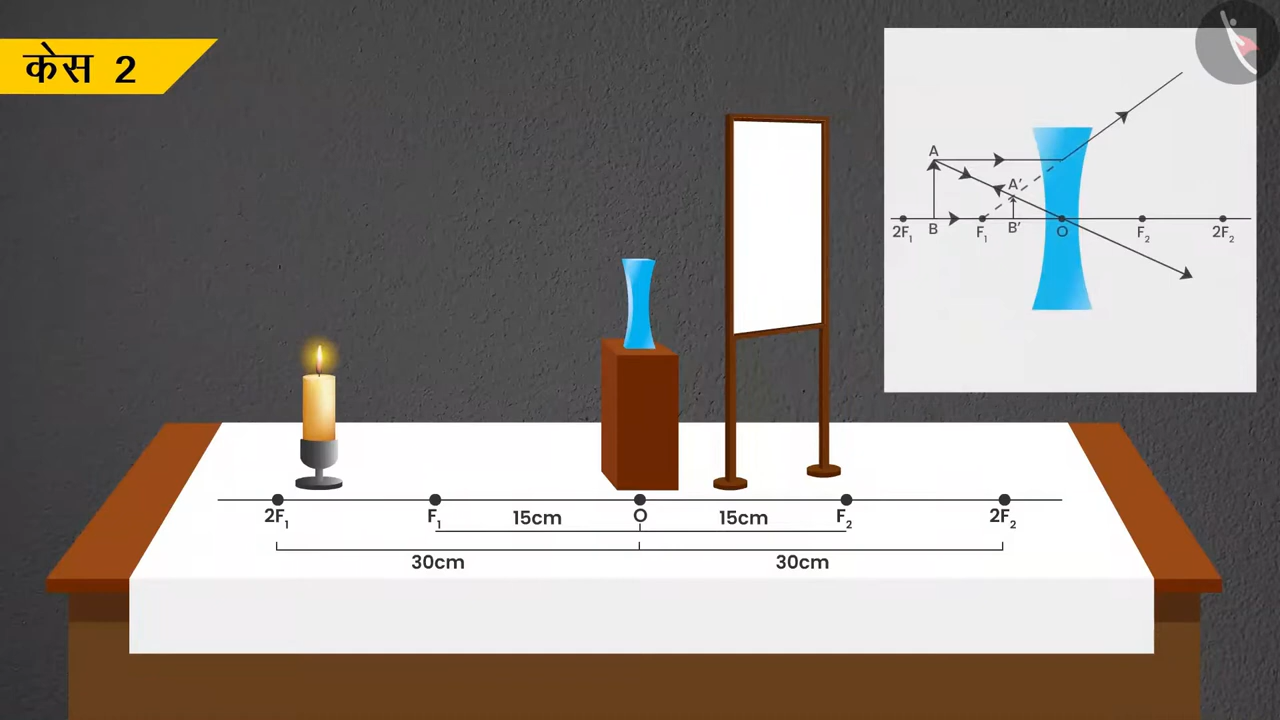 केस 2
A
A'
2F₁ B F₁ B' O F₂ 2F₂
2F₁ F₁ 15cm O 15cm F₂ 2F₂
30cm 30cm